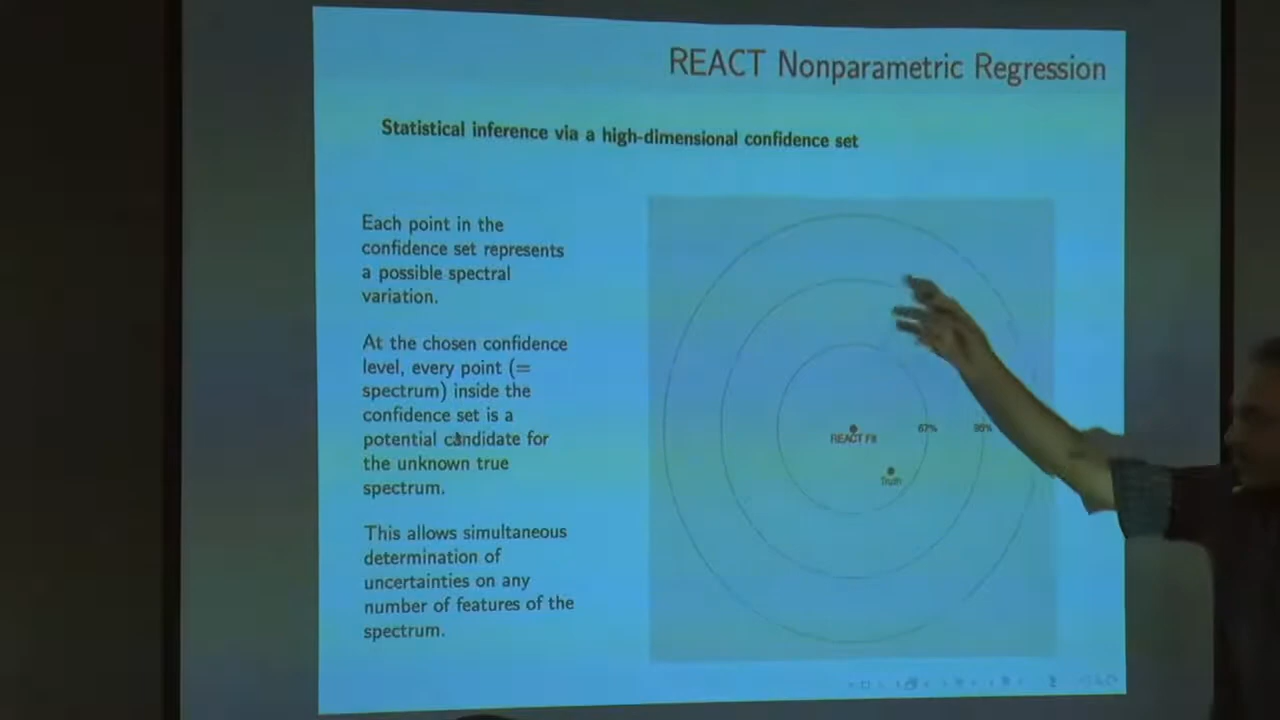 REACT Nonparametric Regression
Statistical inference via a high-dimensional confidence set
Each point in the
confidence set represents
a possible spectral
variation.
At the chosen confidence
level, every point (=
spectrum) inside the
confidence set is a
potential candidate for
the unknown true
spectrum.
This allows simultaneous
determination of
uncertainties on any
number of features of the
spectrum.
REACT Fit
67%
95%
Truth